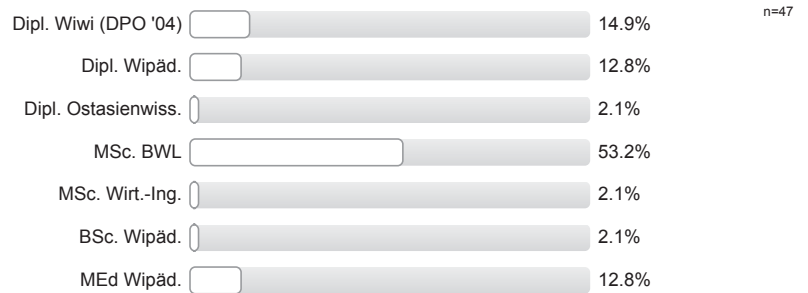 n=47
Dipl. Wiwi (DPO '04) 14.9%
Dipl. Wipäd. 12.8%
Dipl. Ostasienwiss. 2.1%
MSc. BWL 53.2%
MSc. Wirt.-Ing. 2.1%
BSc. Wipäd. 2.1%
MEd Wipäd. 12.8%